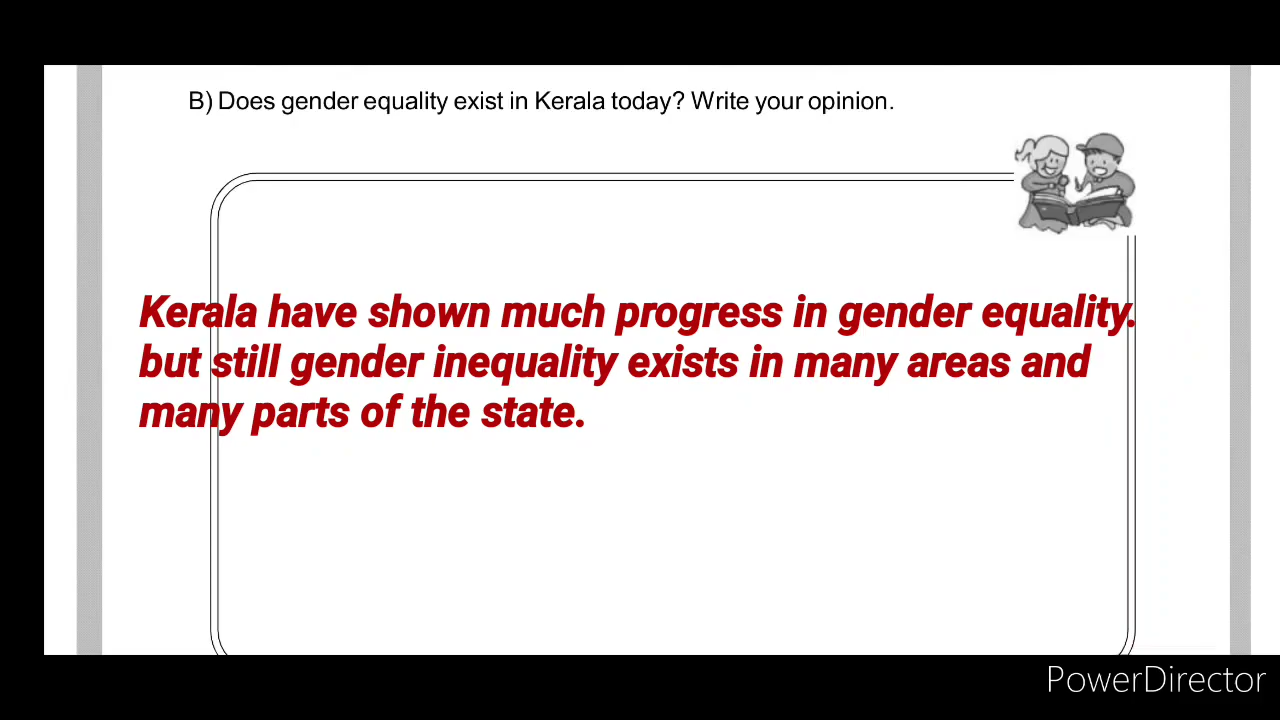 B) Does gender equality exist in Kerala today? Write your opinion.
Kerala have shown much progress in gender equality.
but still gender inequality exists in many areas and
many parts of the state.
PowerDirector